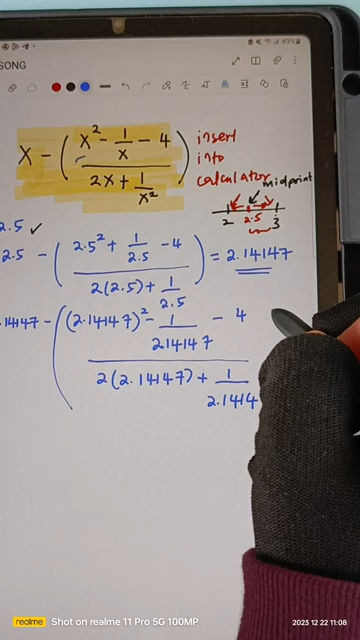 SONG
x - ( (x² - 1/x - 4) / (2x + 1/x²) ) insert
into
calculator
midpoint
2 2.5 3
2.5 ✓
2.5 - ( (2.5² + 1/2.5 - 4) / (2(2.5) + 1/2.5) ) = 2.14147
.14147 - ( ((2.14147)² - 1/2.14147 - 4) / (2(2.14147) + 1/2.1414
realme Shot on realme 11 Pro 5G 100MP 2023 12 22 11:08